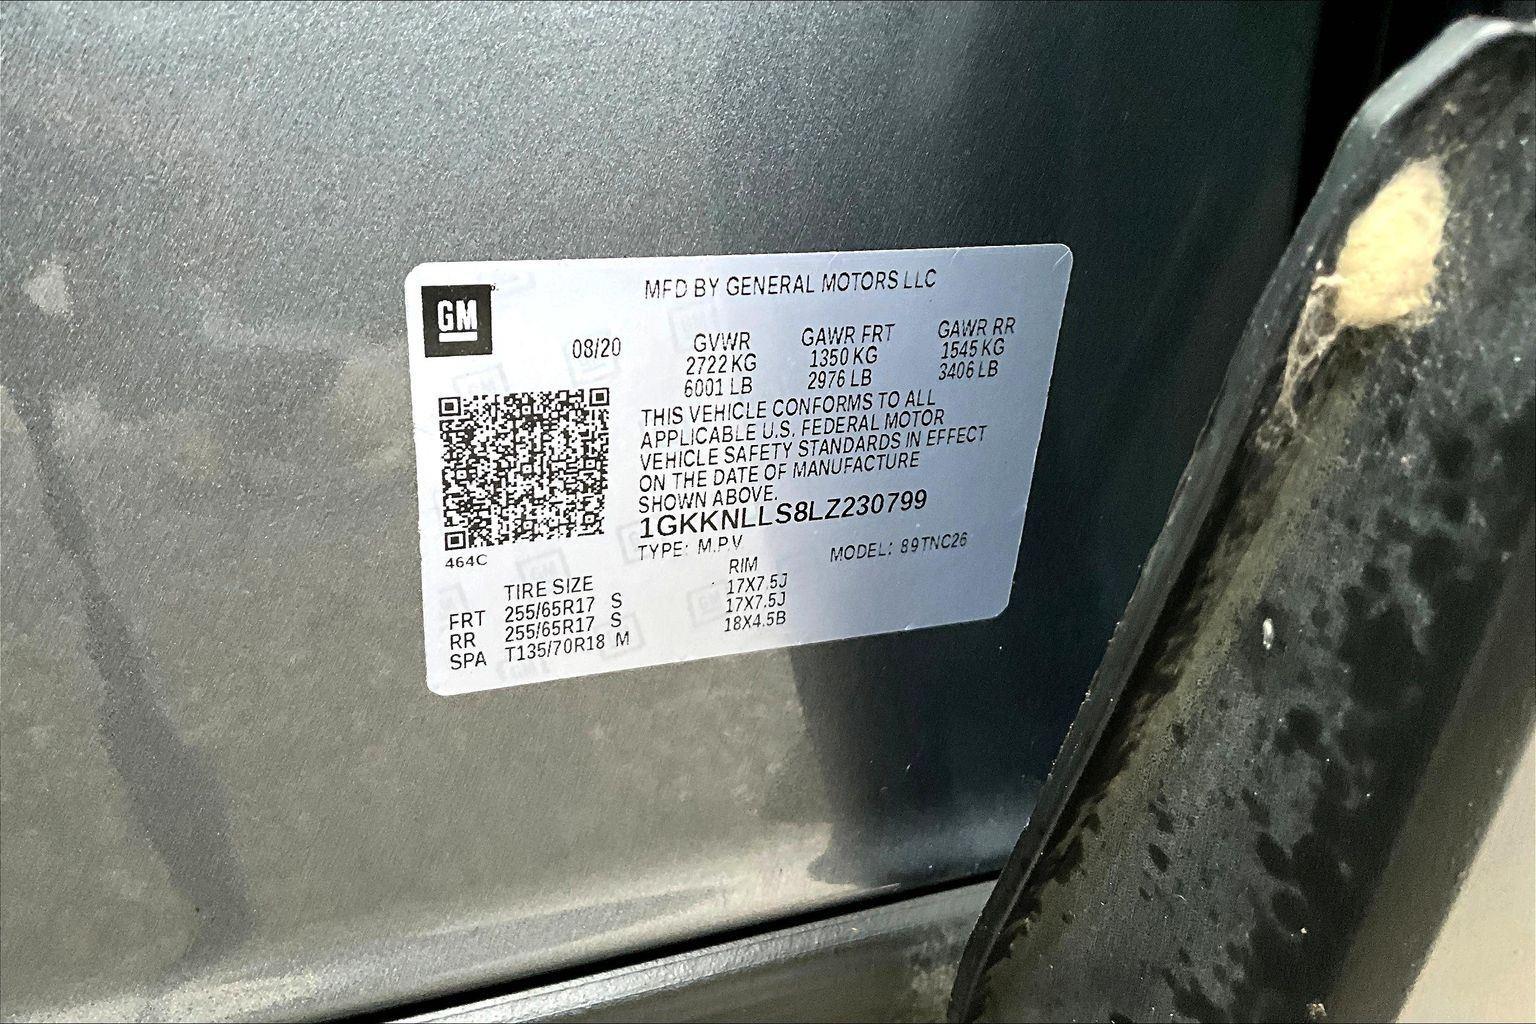 GM
MFD BY GENERAL MOTORS LLC
08/20
GVWR GAWR FRT GAWR RR
2722 KG 1350 KG 1545 KG
6001 LB 2976 LB 3406 LB
THIS VEHICLE CONFORMS TO ALL
APPLICABLE U.S. FEDERAL MOTOR
VEHICLE SAFETY STANDARDS IN EFFECT
ON THE DATE OF MANUFACTURE
SHOWN ABOVE.
1GKKNLLS8LZ230799
464C
TYPE: M.P.V MODEL: 89TNC26
TIRE SIZE RIM
FRT 255/65R17 S 17X7.5J
RR 255/65R17 S 17X7.5J
SPA T135/70R18 M 18X4.5B